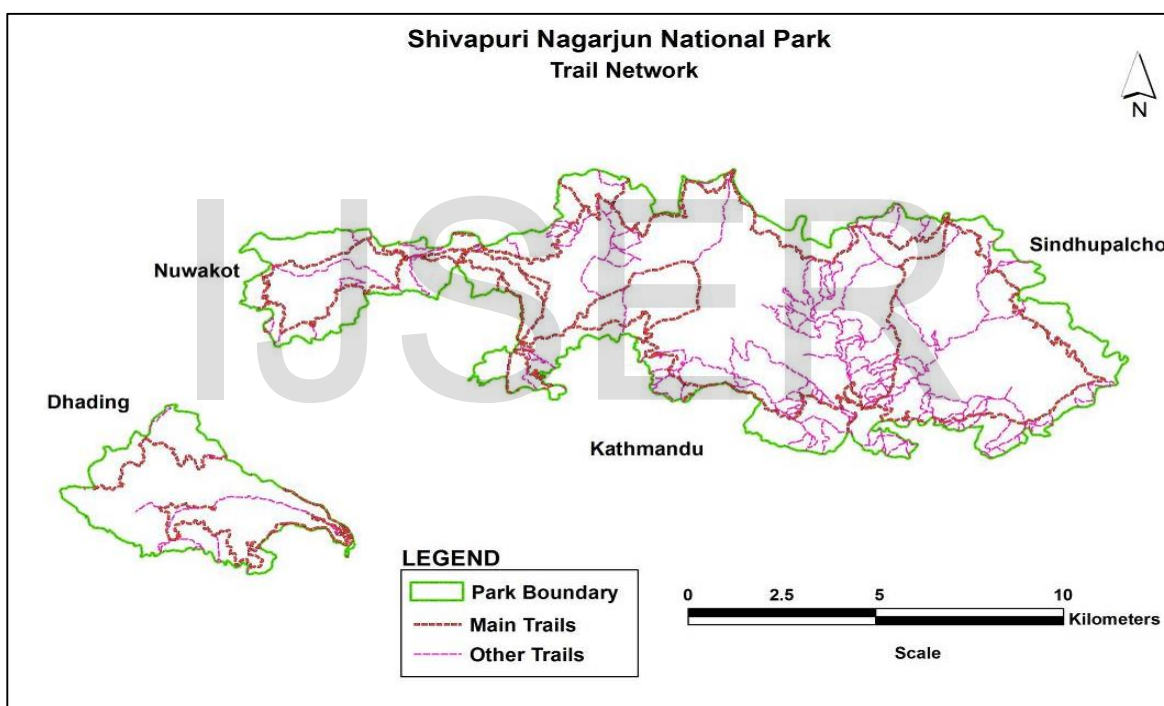 Shivapuri Nagarjun National Park
Trail Network
N
IJSER
Sindhupalcho
Nuwakot
Dhading
Kathmandu
LEGEND
Park Boundary
Main Trails
Other Trails
0 2.5 5 10
Kilometers
Scale